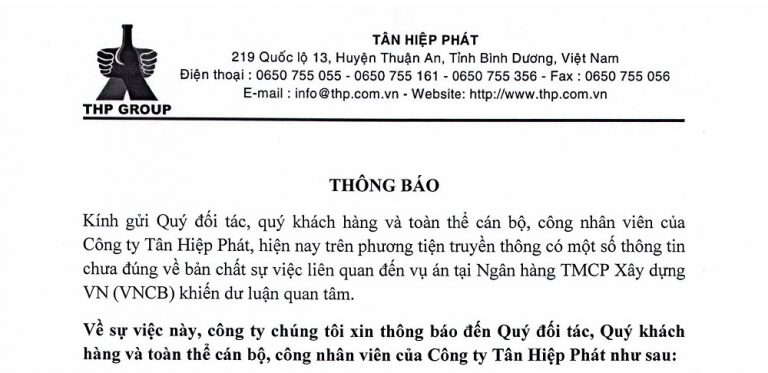 TÂN HIỆP PHÁT
219 Quốc lộ 13, Huyện Thuận An, Tỉnh Bình Dương, Việt Nam
Điện thoại : 0650 755 055 - 0650 755 161 - 0650 755 356 - Fax : 0650 755 056
E-mail : info@thp.com.vn - Website: http://www.thp.com.vn
THP GROUP
THÔNG BÁO
Kính gửi Quý đối tác, quý khách hàng và toàn thể cán bộ, công nhân viên của
Công ty Tân Hiệp Phát, hiện nay trên phương tiện truyền thông có một số thông tin
chưa đúng về bản chất sự việc liên quan đến vụ án tại Ngân hàng TMCP Xây dựng
VN (VNCB) khiến dư luận quan tâm.
Về sự việc này, công ty chúng tôi xin thông báo đến Quý đối tác, Quý khách
hàng và toàn thể cán bộ, công nhân viên của Công ty Tân Hiệp Phát như sau: